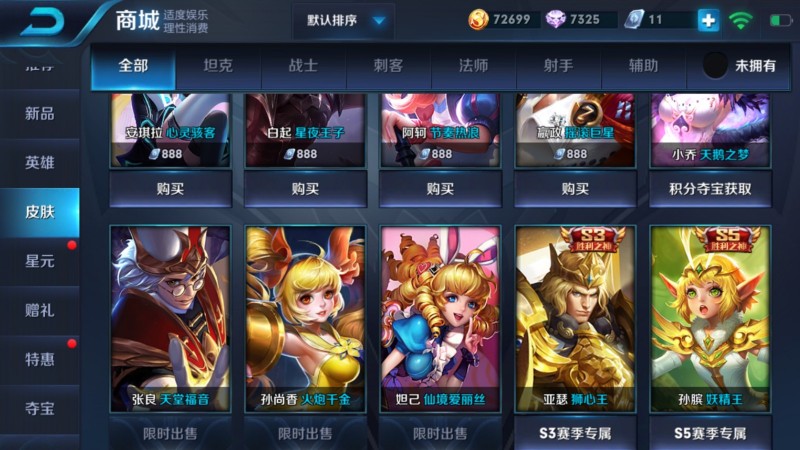 商城
适度娱乐
理性消费
默认排序
72699
7325
11
全部
坦克
战士
刺客
法师
射手
辅助
未拥有
推荐
新品
英雄
皮肤
星元
赠礼
特惠
夺宝
安琪拉 心灵骇客
888
购买
白起 星夜王子
888
购买
阿轲 节奏热浪
888
购买
嬴政 摇滚巨星
888
购买
小乔 天鹅之梦
积分夺宝获取
张良 天堂福音
限时出售
孙尚香 火炮千金
限时出售
妲己 仙境爱丽丝
限时出售
S3
胜利之神
亚瑟 狮心王
S3赛季专属
S5
胜利之神
孙膑 妖精王
S5赛季专属